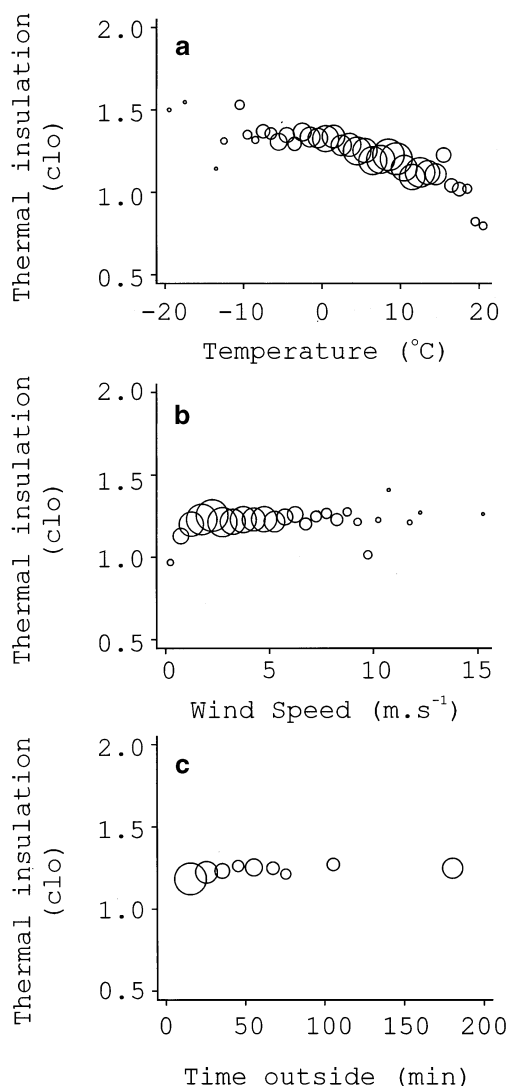 a
2.0
1.5
1.0
0.5
Thermal insulation
(clo)
-20 -10 0 10 20
Temperature (°C)
b
2.0
1.5
1.0
0.5
Thermal insulation
(clo)
0 5 10 15
Wind Speed (m.s⁻¹)
c
2.0
1.5
1.0
0.5
Thermal insulation
(clo)
0 50 100 150 200
Time outside (min)